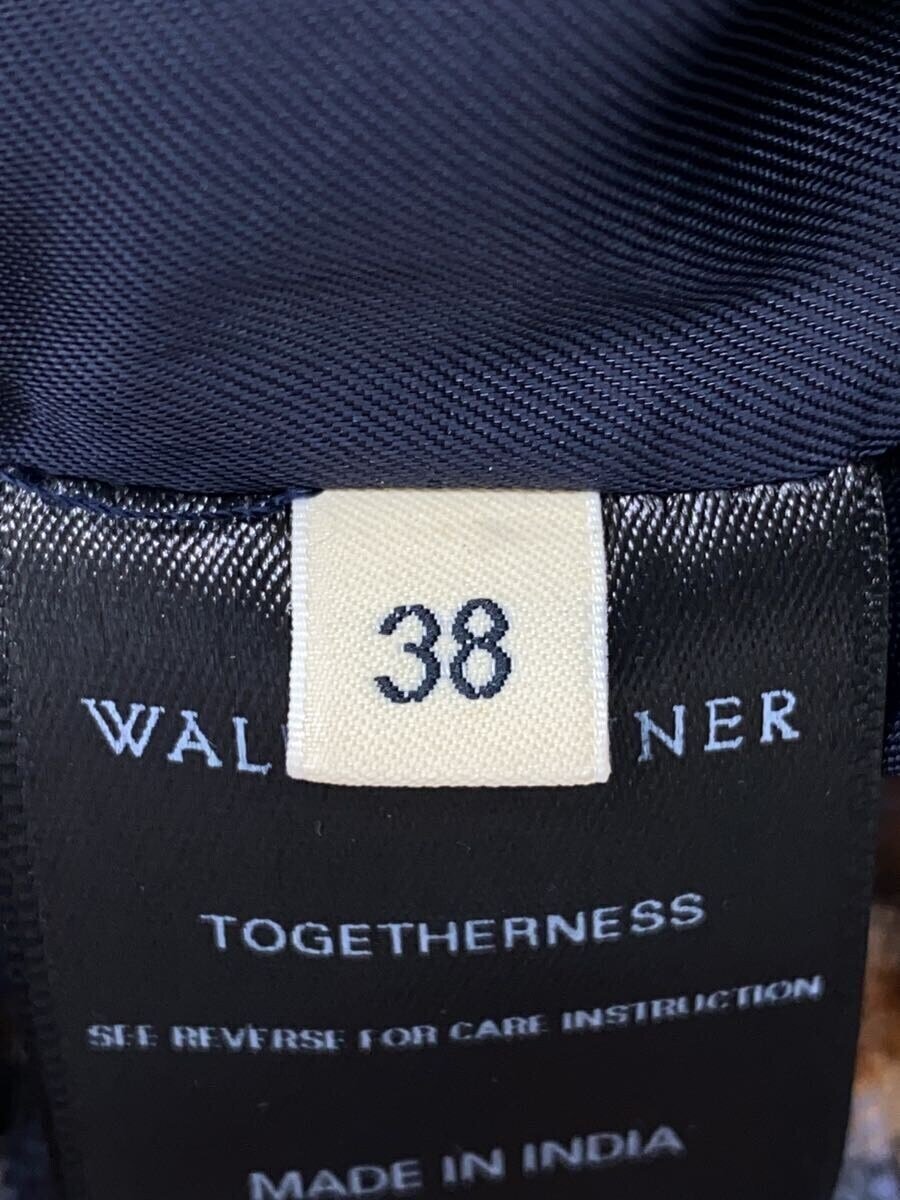 38
WAL NER
TOGETHERNESS
SEE REVERSE FOR CARE INSTRUCTION
MADE IN INDIA